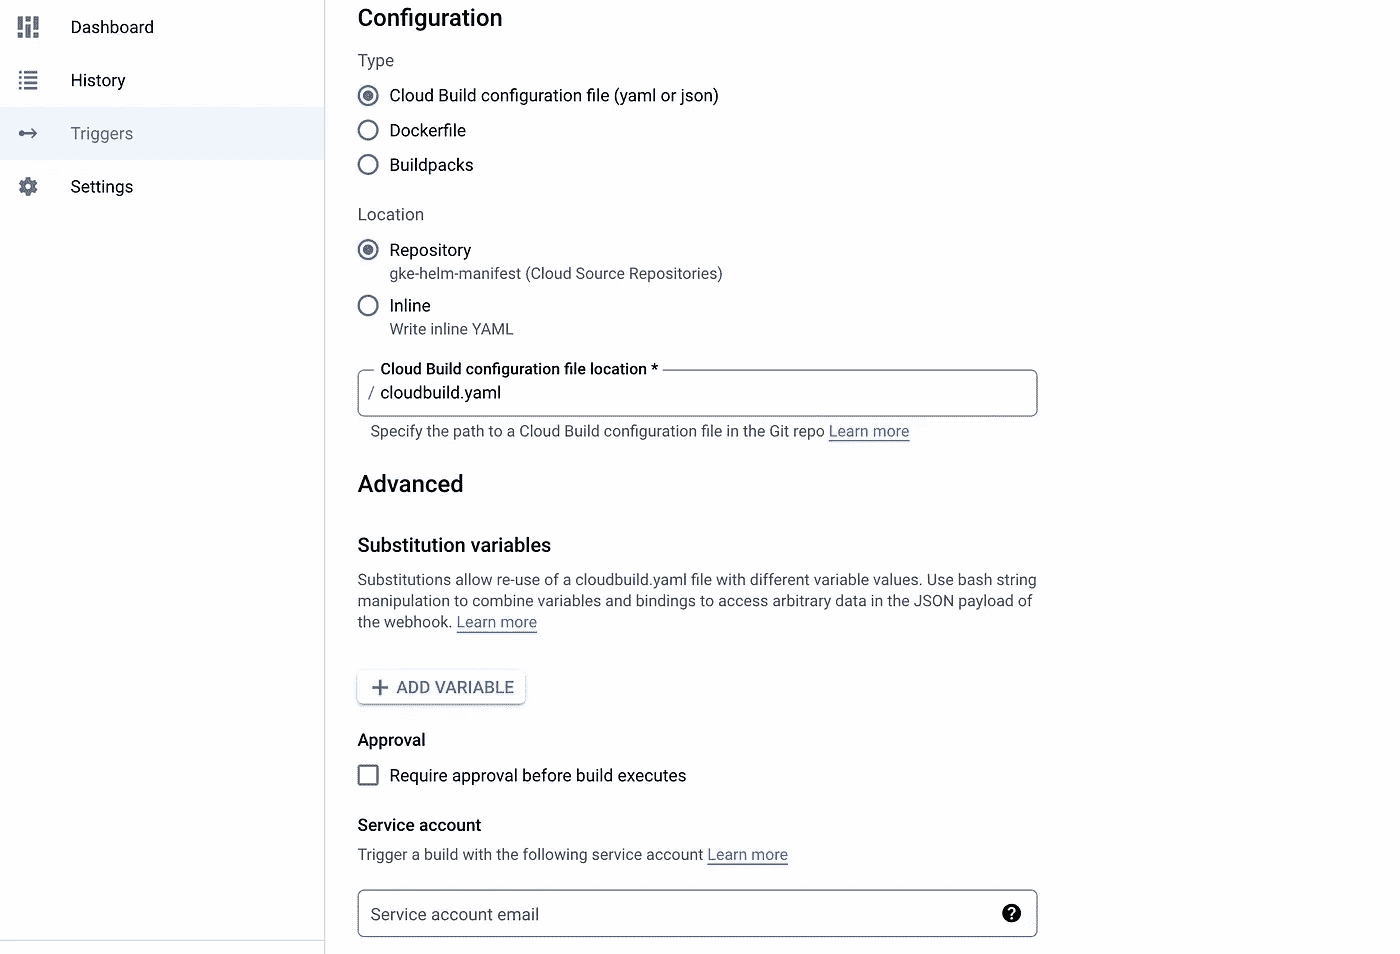 Dashboard
History
Triggers
Settings
Configuration
Type
Cloud Build configuration file (yaml or json)
Dockerfile
Buildpacks
Location
Repository
gke-helm-manifest (Cloud Source Repositories)
Inline
Write inline YAML
Cloud Build configuration file location *
/ cloudbuild.yaml
Specify the path to a Cloud Build configuration file in the Git repo Learn more
Advanced
Substitution variables
Substitutions allow re-use of a cloudbuild.yaml file with different variable values. Use bash string
manipulation to combine variables and bindings to access arbitrary data in the JSON payload of
the webhook. Learn more
ADD VARIABLE
Approval
Require approval before build executes
Service account
Trigger a build with the following service account Learn more
Service account email